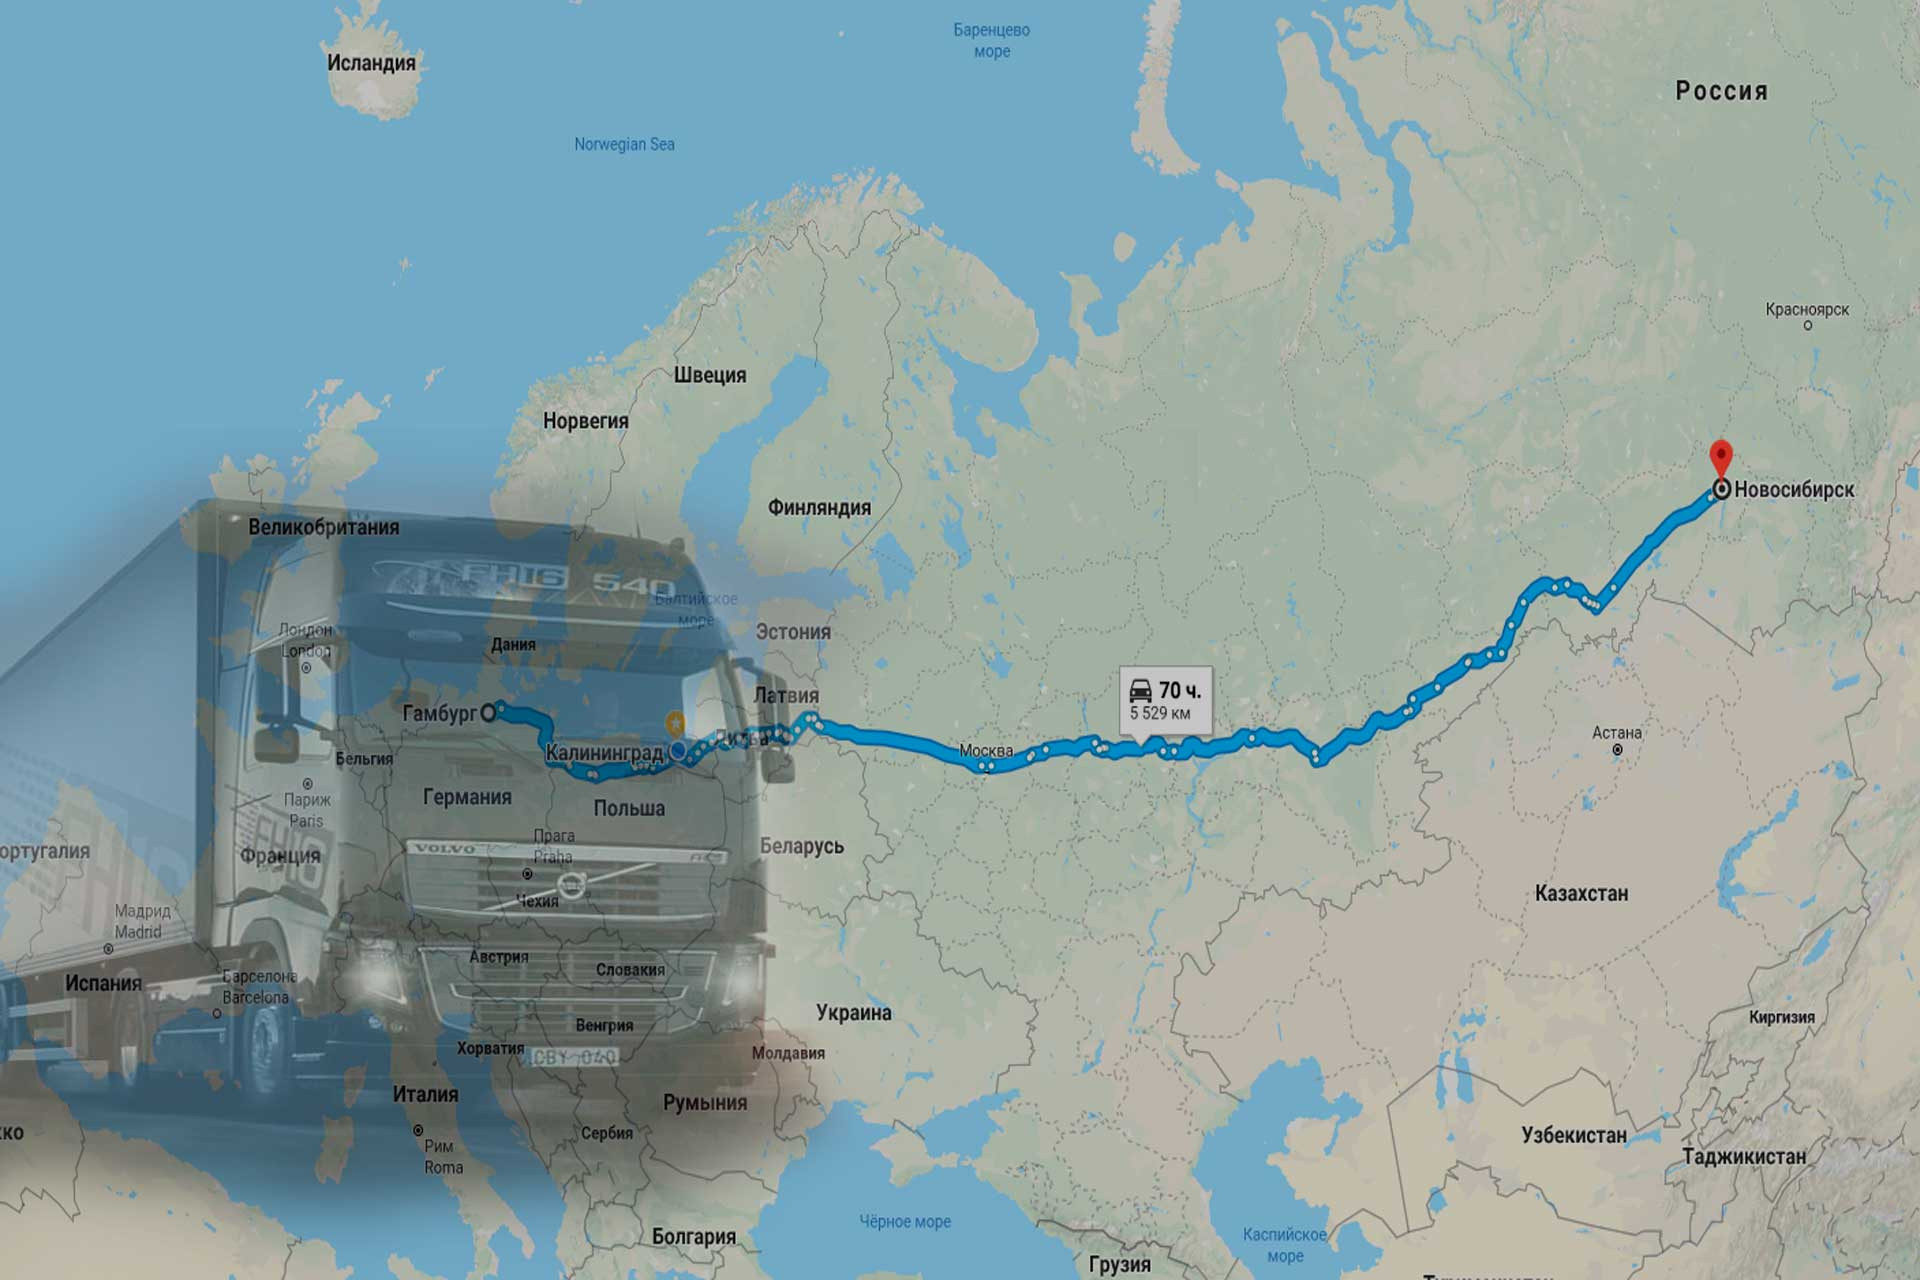 Баренцево
море
Исландия
Россия
Norwegian Sea
Красноярск
Швеция
Норвегия
Новосибирск
Финляндия
Великобритания
FH16 540
Балтийское
море
Лондон
London
Эстония
Дания
Латвия
70 ч.
5 529 км
Гамбург
Астана
Литва
Калининград
Москва
Бельгия
Германия
Париж
Paris
Польша
Прага
Praha
VOLVO
Беларусь
ортугалия
Франция
FH16
Казахстан
Чехия
Мадрид
Madrid
Австрия
Словакия
Испания
Барселона
Barcelona
Украина
Киргизия
Венгрия
Хорватия
CBY 040
Молдавия
Италия
Румыния
ко
Сербия
Узбекистан
Рим
Roma
Таджикистан
Чёрное море
Болгария
Каспийское
море
Грузия